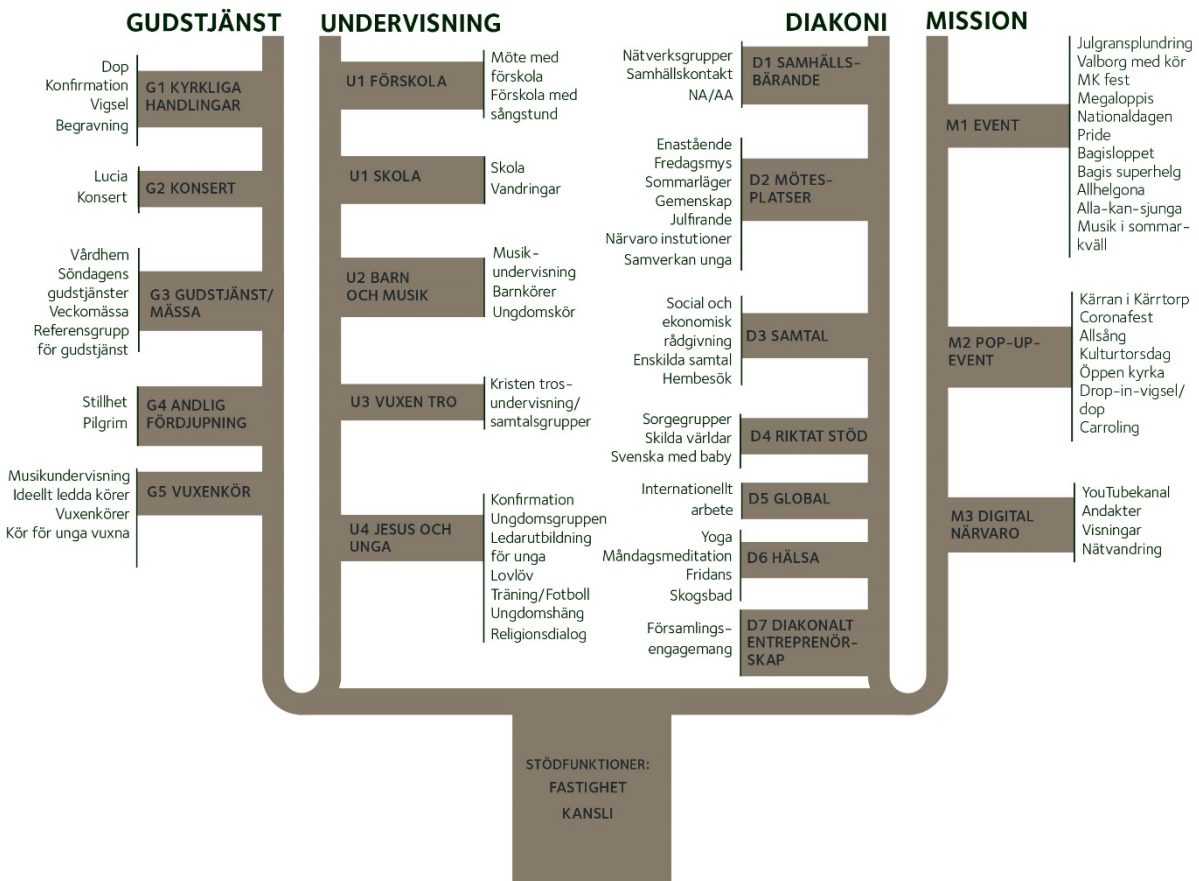 GUDSTJÄNST
Dop
Konfirmation
Vigsel
Begravning
G1 KYRKLIGA
HANDLINGAR
Lucia
Konsert
G2 KONSERT
Vårdhem
Söndagens
gudstjänster
Veckomässa
Referensgrupp
för gudstjänst
G3 GUDSTJÄNST/
MÄSSA
Stillhet
Pilgrim
G4 ANDLIG
FÖRDJUPNING
Musikundervisning
Ideellt ledda körer
Vuxenkörer
Kör för unga vuxna
G5 VUXENKÖR
UNDERVISNING
U1 FÖRSKOLA
Möte med
förskola
Förskola med
sångstund
U1 SKOLA
Skola
Vandringar
U2 BARN
OCH MUSIK
Musik-
undervisning
Barnkörer
Ungdomskör
U3 VUXEN TRO
Kristen tros-
undervisning/
samtalsgrupper
U4 JESUS OCH
UNGA
Konfirmation
Ungdomsgruppen
Ledarutbildning
för unga
Lovlöv
Träning/Fotboll
Ungdomshäng
Religionsdialog
DIAKONI
Nätverksgrupper
Samhällskontakt
NA/AA
D1 SAMHÄLLS-
BÄRANDE
Enastående
Fredagsmys
Sommarläger
Gemenskap
Julfirande
Närvaro instutioner
Samverkan unga
D2 MÖTES-
PLATSER
Social och
ekonomisk
rådgivning
Enskilda samtal
Hembesök
D3 SAMTAL
Sorgegrupper
Skilda världar
Svenska med baby
D4 RIKTAT STÖD
Internationellt
arbete
D5 GLOBAL
Yoga
Måndagsmeditation
Fridans
Skogsbad
D6 HÄLSA
Församlings-
engagemang
D7 DIAKONALT
ENTREPRENÖR-
SKAP
MISSION
M1 EVENT
Julgransplundring
Valborg med kör
MK fest
Megaloppis
Nationaldagen
Pride
Bagisloppet
Bagis superhelg
Allhelgona
Alla-kan-sjunga
Musik i sommar-
kväll
M2 POP-UP-
EVENT
Kärran i Kärrtorp
Coronafest
Allsång
Kulturtorsdag
Öppen kyrka
Drop-in-vigsel/
dop
Carroling
M3 DIGITAL
NÄRVARO
YouTubekanal
Andakter
Visningar
Nätvandring
STÖDFUNKTIONER:
FASTIGHET
KANSLI